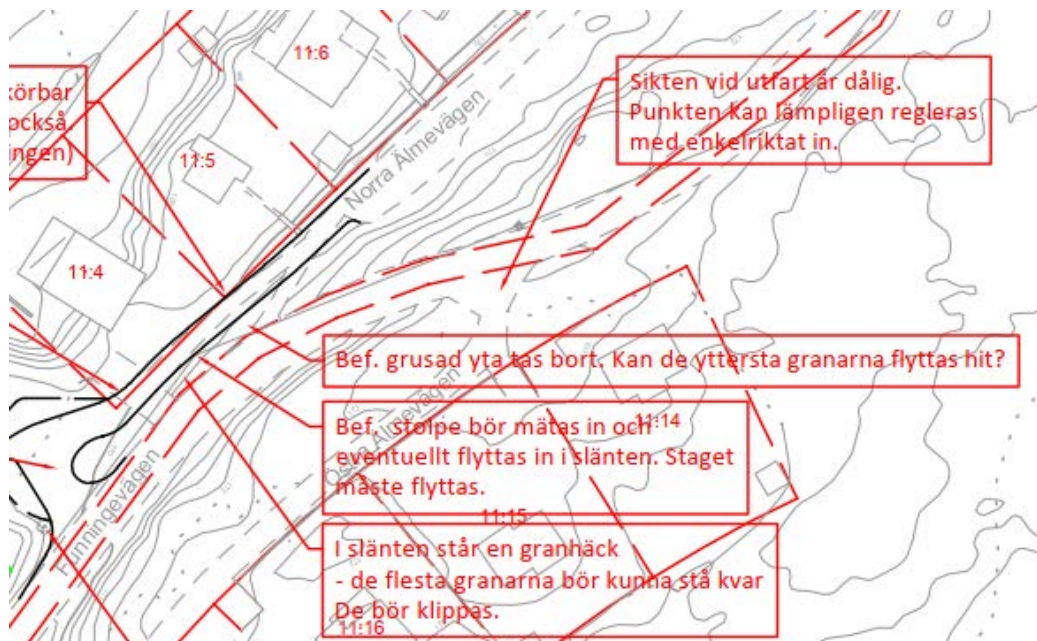 11:6
körbar
också
ingen)
Sikten vid utfart är dålig.
Punkten Kan lämpligen regleras
med enkelriktat in.
11:5
Norra Älmevägen
11:4
Bef. grusad yta tas bort. Kan de yttersta granarna flyttas hit?
Bef. stolpe bör mätas in och
eventuellt flyttas in i slänten. Staget
måste flyttas.
11:14
Östra Älmevägen
Funningevägen
11:15
I slänten står en granhäck
- de flesta granarna bör kunna stå kvar
De bör klippas.
11:16